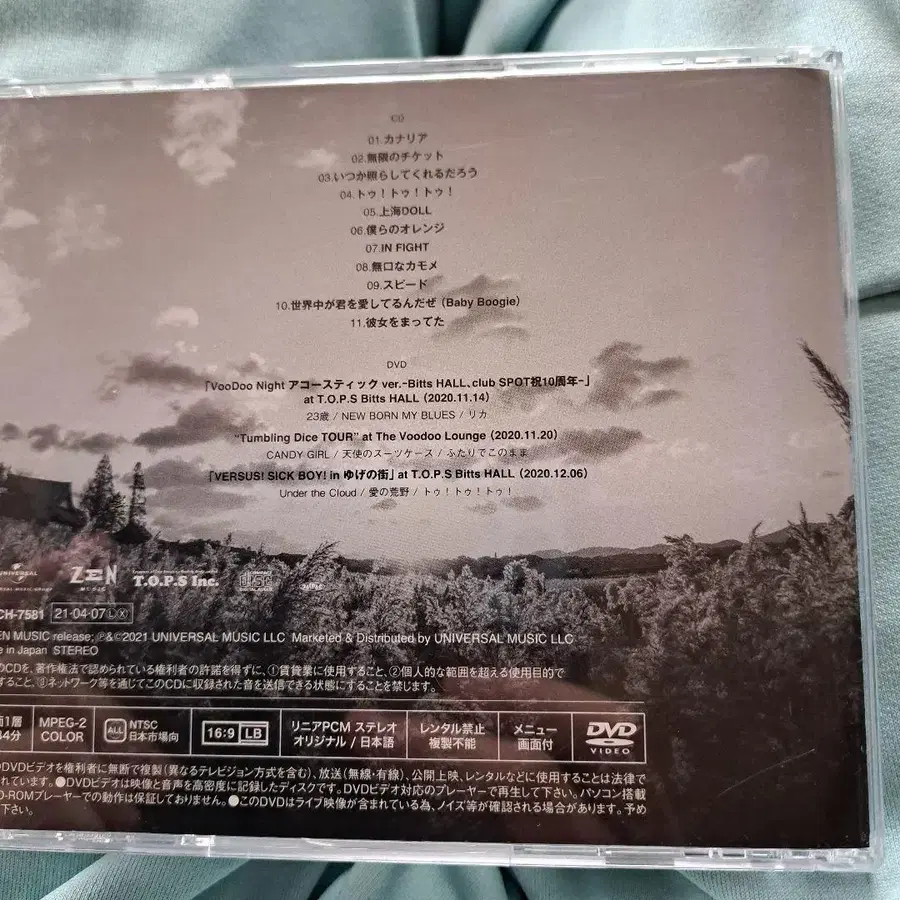 CD
01.カナリア
02.無限のチケット
03.いつか照らしてくれるだろう
04.トゥ！トゥ！トゥ！
05.上海DOLL
06.僕らのオレンジ
07.IN FIGHT
08.無口なカモメ
09.スピード
10.世界中が君を愛してるんだぜ (Baby Boogie)
11.彼女をまってた
DVD
「VooDoo Night アコースティック ver.-Bitts HALL､club SPOT祝10周年-」
at T.O.P.S Bitts HALL (2020.11.14)
23歳 / NEW BORN MY BLUES / リカ
"Tumbling Dice TOUR" at The Voodoo Lounge (2020.11.20)
CANDY GIRL / 天使のスーツケース / ふたりでこのまま
「VERSUS! SICK BOY! in ゆげの街」 at T.O.P.S Bitts HALL (2020.12.06)
Under the Cloud / 愛の荒野 / トゥ！トゥ！トゥ！
UNIVERSAL ZEN MUSIC T.O.P.S Inc. COMPACT disc DIGITAL AUDIO
CH-7581 21-04-07 Ⓛ Ⓧ
EN MUSIC release; ℗&©2021 UNIVERSAL MUSIC LLC Marketed & Distributed by UNIVERSAL MUSIC LLC
e in Japan STEREO
のCDを､著作権法で認められている権利者の許諾を得ずに､①賃貸業に使用すること､②個人的な範囲を超える使用目的で
すること､③ネットワーク等を通じてこのCDに収録された音を送信できる状態にすることを禁じます。
面1層 MPEG-2 ALL NTSC 16:9 LB リニアPCM ステレオ レンタル禁止 メニュー DVD
34分 COLOR 日本市場向 オリジナル / 日本語 複製不能 画面付 VIDEO
DVDビデオを権利者に無断で複製(異なるテレビジョン方式を含む)､放送(無線・有線)､公開上映､レンタルなどに使用することは法律で
れています。●DVDビデオは映像と音声を高密度に記録したディスクです。DVDビデオ対応のプレーヤーで再生して下さい。パソコン搭載
D-ROMプレーヤーでの動作は保証しておりません。●このDVDはライブ映像が含まれている為､ノイズ等が確認される場合があります。予め
下さい。